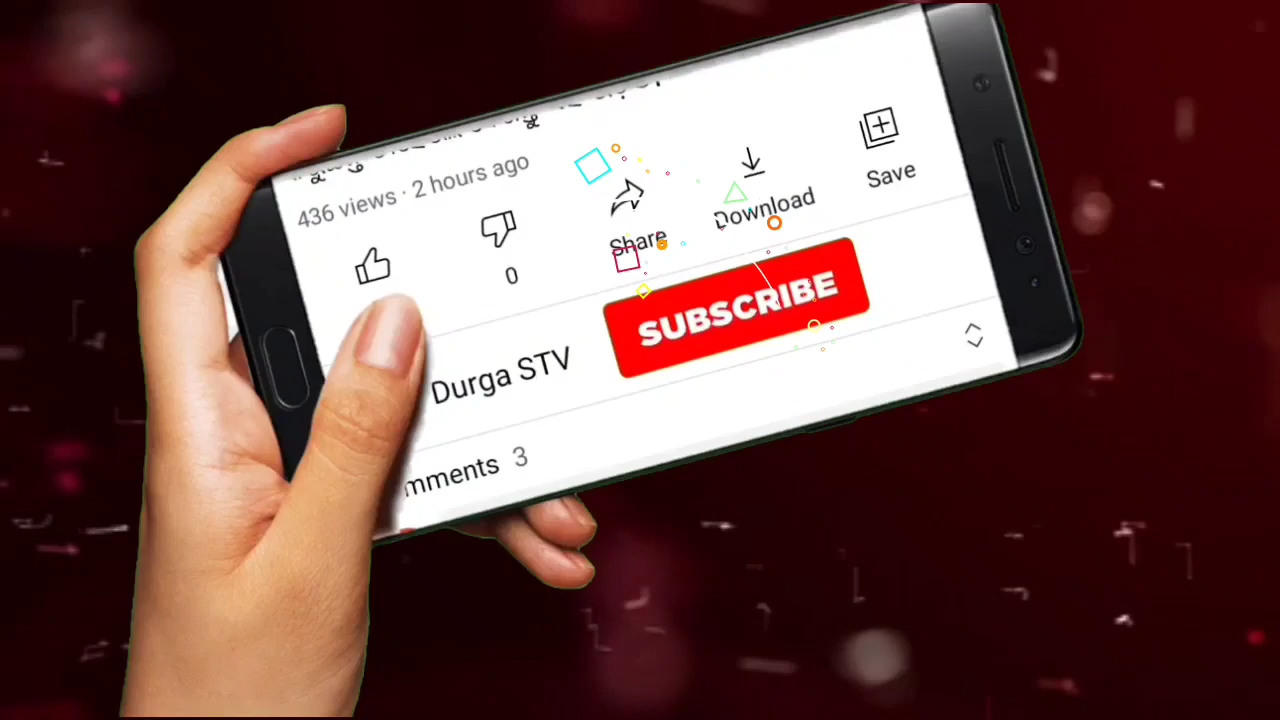 436 views · 2 hours ago
0
Share
Download
Save
Durga STV
SUBSCRIBE
mments 3